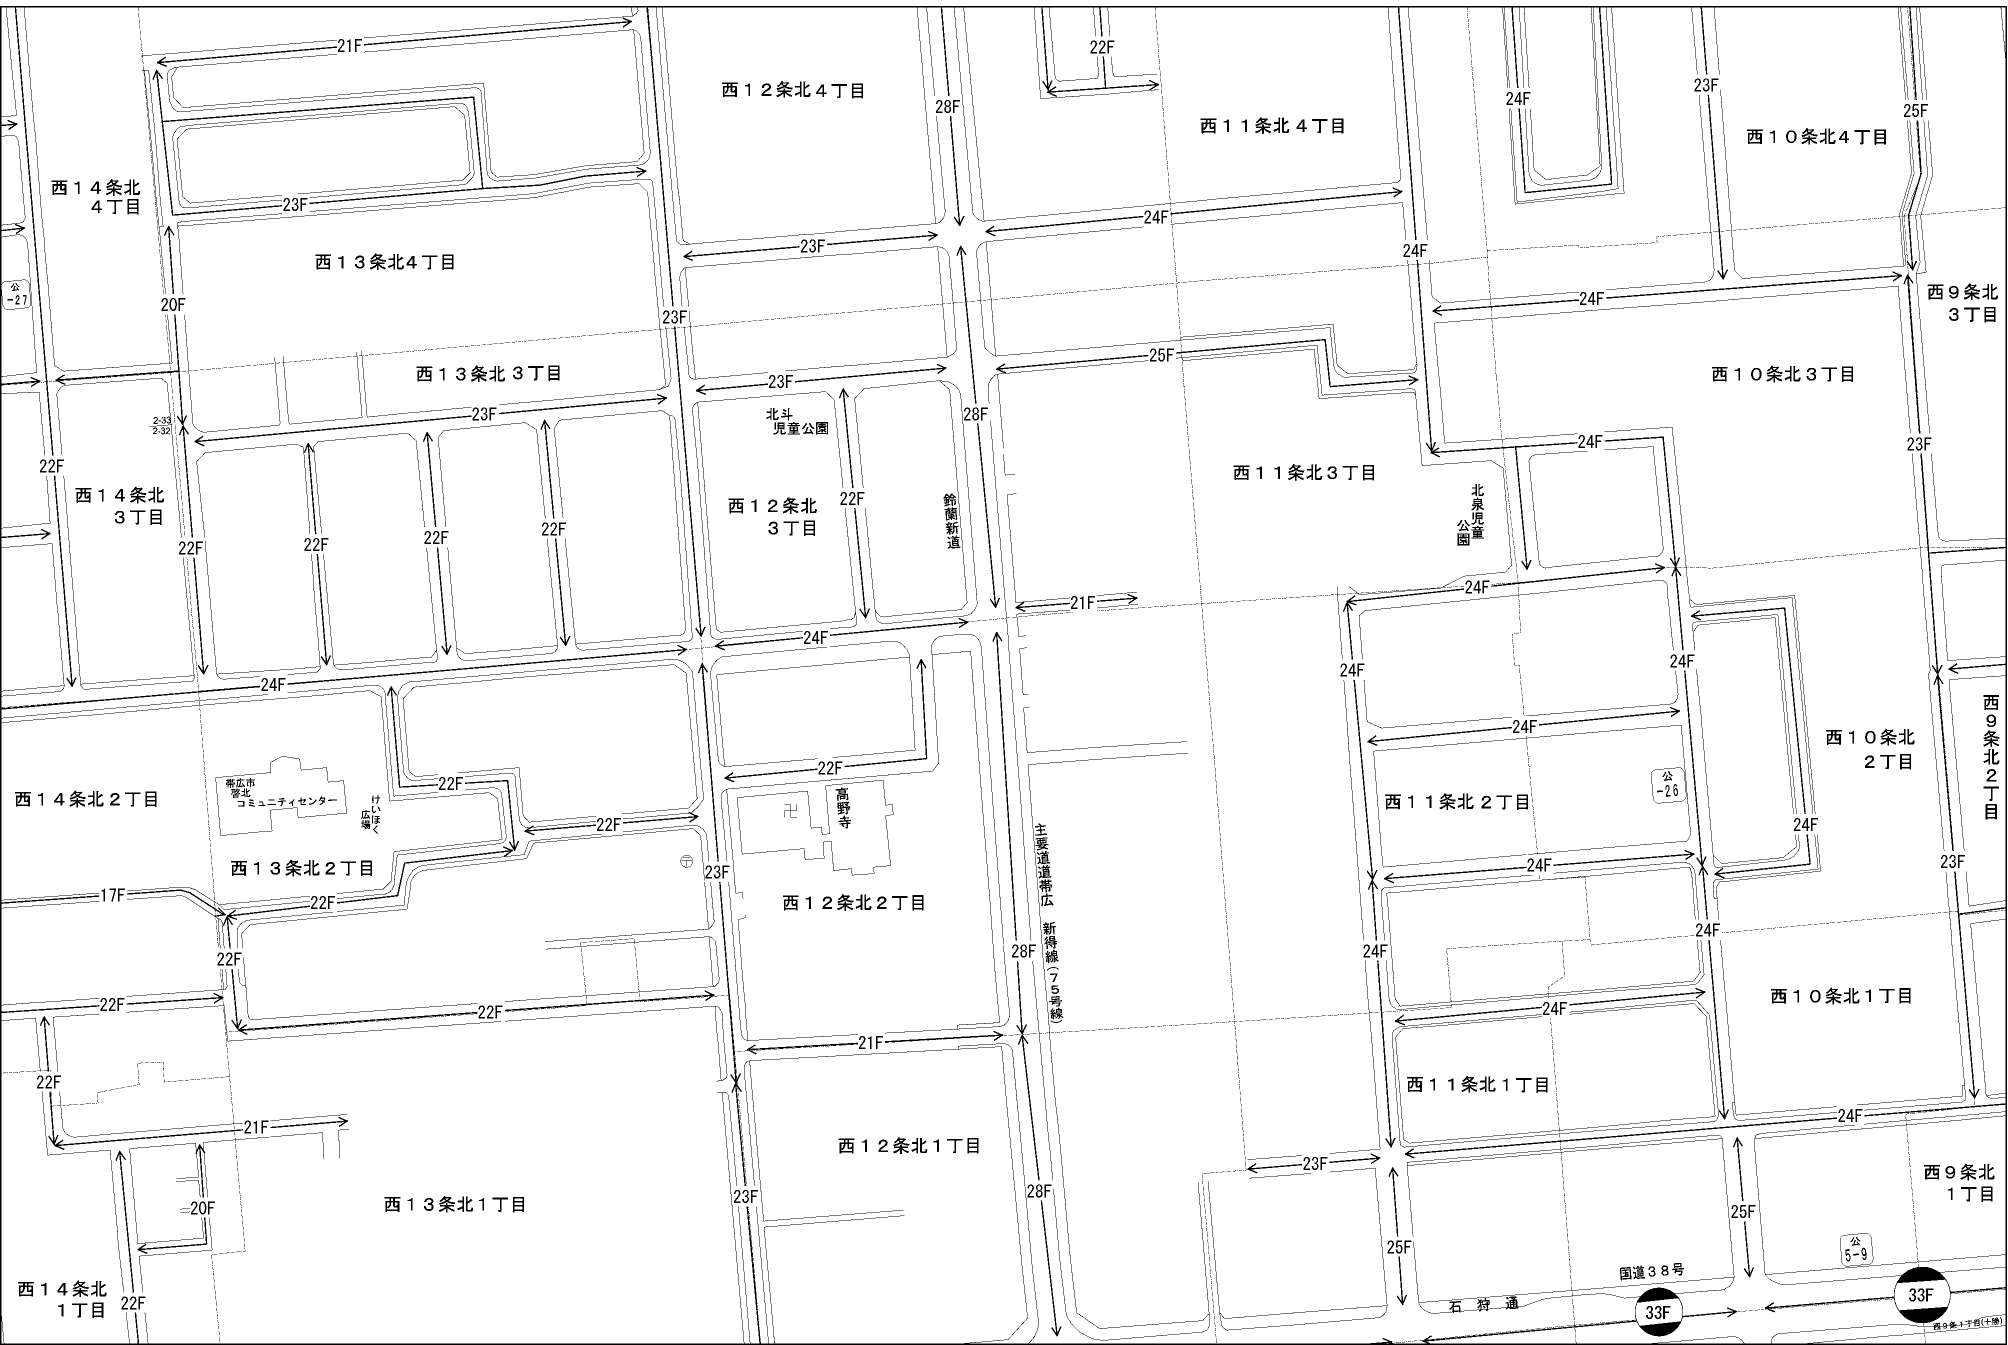 21F
22F
西１２条北４丁目
28F
24F
23F
25F
西１１条北４丁目
西１０条北４丁目
西１４条北
４丁目
23F
24F
23F
西１３条北４丁目
24F
公
-27
20F
24F
西９条北
３丁目
23F
25F
西１３条北３丁目
23F
西１０条北３丁目
23F
28F
北斗
児童公園
2-33
2-32
24F
23F
22F
西１１条北３丁目
西１４条北
３丁目
22F
西１２条北
３丁目
鈴蘭新道
北泉児童
公園
22F
22F
22F
22F
24F
21F
24F
24F
24F
24F
24F
西９条北２丁目
西１０条北
２丁目
22F
公
-26
22F
帯広市
啓北
コミュニティセンター
けいほく
広場
西１４条北２丁目
高野寺
西１１条北２丁目
22F
24F
主要道道帯広　新得線(７５号線)
西１３条北２丁目
〒
23F
24F
23F
17F
22F
西１２条北２丁目
24F
22F
28F
24F
西１０条北１丁目
22F
22F
24F
21F
22F
西１１条北１丁目
21F
24F
西１２条北１丁目
23F
西９条北
１丁目
23F
28F
西１３条北１丁目
20F
25F
公
5-9
25F
国道３８号
西１４条北
１丁目
22F
石狩通
33F
33F
西９条１丁目(十勝)